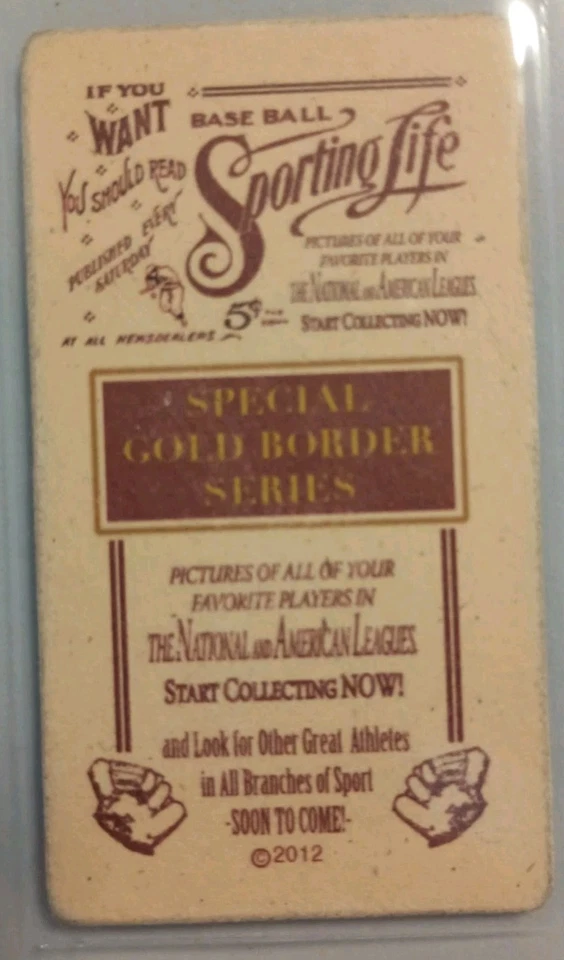 IF YOU
WANT
YOU SHOULD READ
PUBLISHED EVERY
SATURDAY
AT ALL NEWSDEALERS
BASE BALL
Sporting Life
PICTURES OF ALL OF YOUR
FAVORITE PLAYERS IN
THE NATIONAL AND AMERICAN LEAGUES.
START COLLECTING NOW!
5¢
SPECIAL
GOLD BORDER
SERIES
PICTURES OF ALL OF YOUR
FAVORITE PLAYERS IN
THE NATIONAL AND AMERICAN LEAGUES.
START COLLECTING NOW!
and Look for Other Great Athletes
in All Branches of Sport
-SOON TO COME!-
©2012